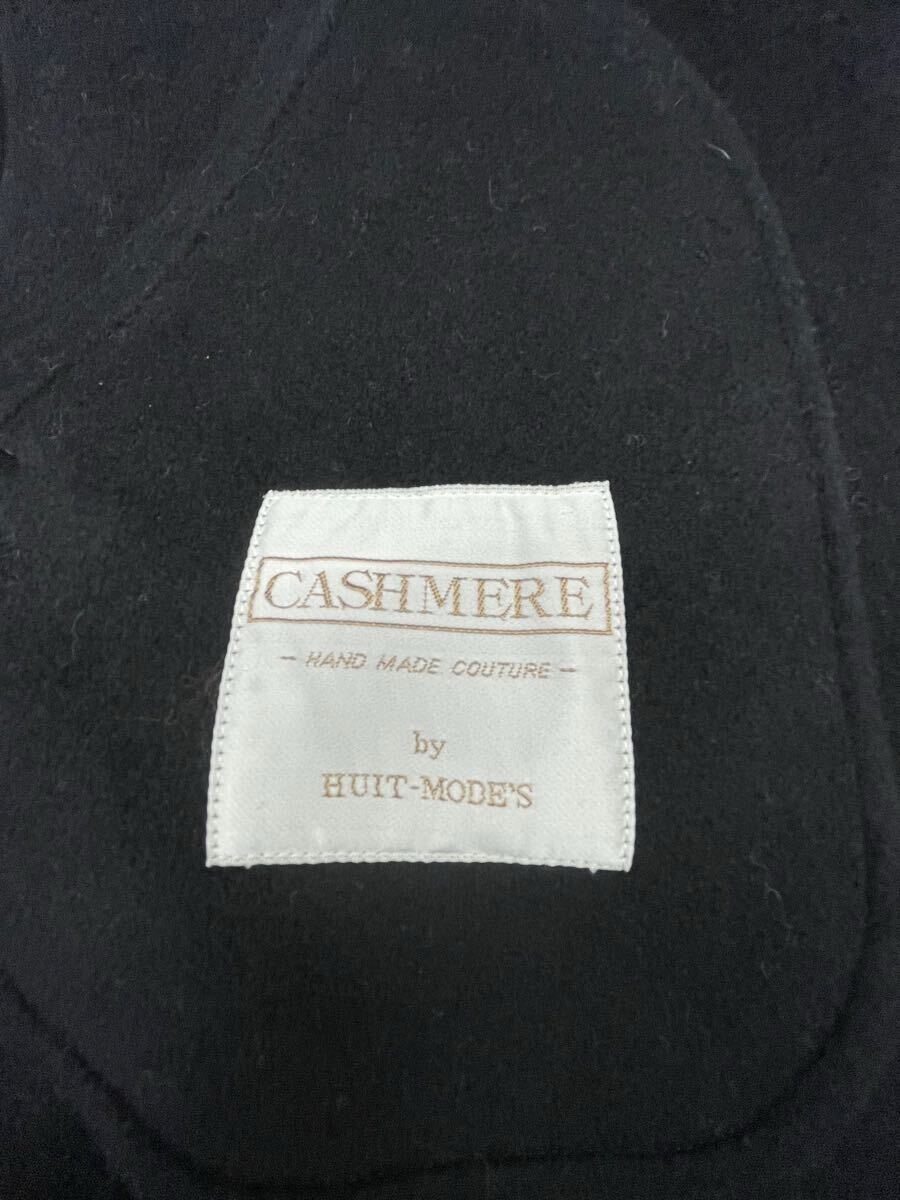 CASHMERE
- HAND MADE COUTURE -
by
HUIT-MODE'S